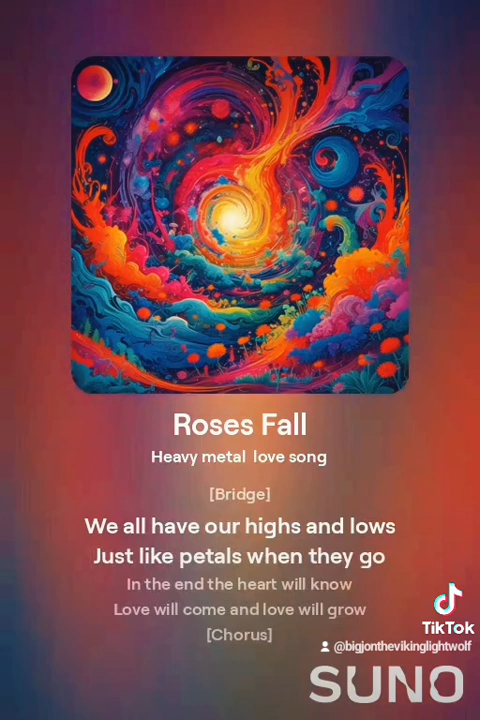 Roses Fall
Heavy metal love song
[Bridge]
We all have our highs and lows
Just like petals when they go
In the end the heart will know
Love will come and love will grow
[Chorus]
TikTok
@bigjonthevikinglightwolf
SUNO